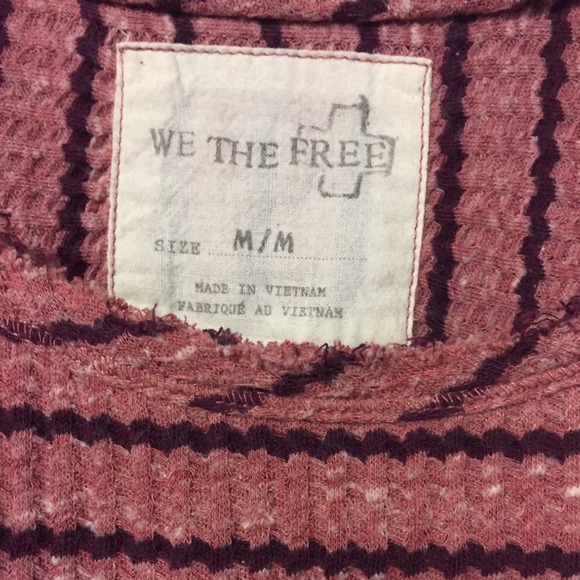 WE THE FREE
SIZE M/M
MADE IN VIETNAM
FABRIQUÉ AU VIETNAM